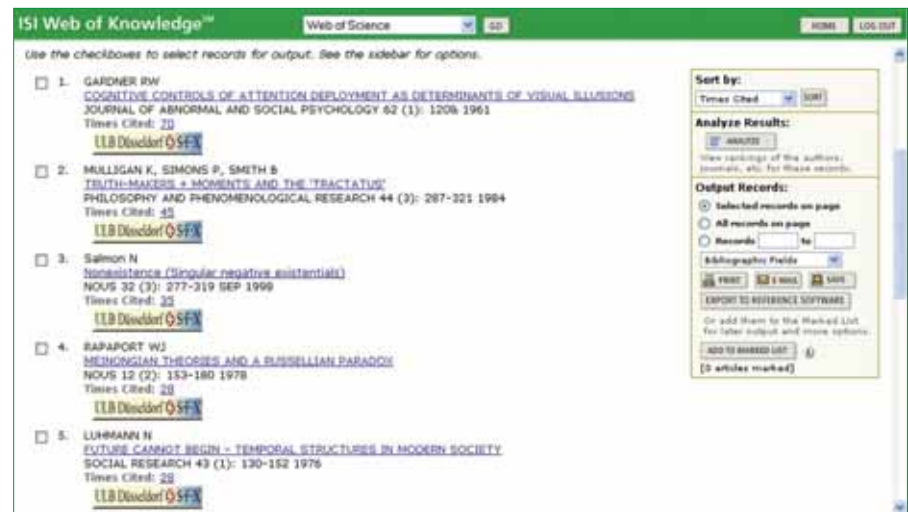 ISI Web of Knowledge℠ Web of Science GO HOME LOG OUT
Use the checkboxes to select records for output. See the sidebar for options.
1. GARDNER RW
COGNITIVE CONTROLS OF ATTENTION DEPLOYMENT AS DETERMINANTS OF VISUAL ILLUSIONS
JOURNAL OF ABNORMAL AND SOCIAL PSYCHOLOGY 62 (1): 120& 1961
Times Cited: 70
ULB Düsseldorf S·F·X
2. MULLIGAN K, SIMONS P, SMITH B
TRUTH-MAKERS + MOMENTS AND THE 'TRACTATUS'
PHILOSOPHY AND PHENOMENOLOGICAL RESEARCH 44 (3): 287-321 1984
Times Cited: 45
ULB Düsseldorf S·F·X
3. Salmon N
Nonexistence (Singular negative existentials)
NOUS 32 (3): 277-319 SEP 1998
Times Cited: 35
ULB Düsseldorf S·F·X
4. RAPAPORT WJ
MEINONGIAN THEORIES AND A RUSSELLIAN PARADOX
NOUS 12 (2): 153-180 1978
Times Cited: 28
ULB Düsseldorf S·F·X
5. LUHMANN N
FUTURE CANNOT BEGIN - TEMPORAL STRUCTURES IN MODERN SOCIETY
SOCIAL RESEARCH 43 (1): 130-152 1976
Times Cited: 28
ULB Düsseldorf S·F·X
Sort by:
Times Cited SORT
Analyze Results:
ANALYZE
View rankings of the authors,
journals, etc. for these records.
Output Records:
Selected records on page
All records on page
Records to
Bibliographic Fields
PRINT E-MAIL SAVE
EXPORT TO REFERENCE SOFTWARE
Or add them to the Marked List
for later output and more options.
ADD TO MARKED LIST
[0 articles marked]